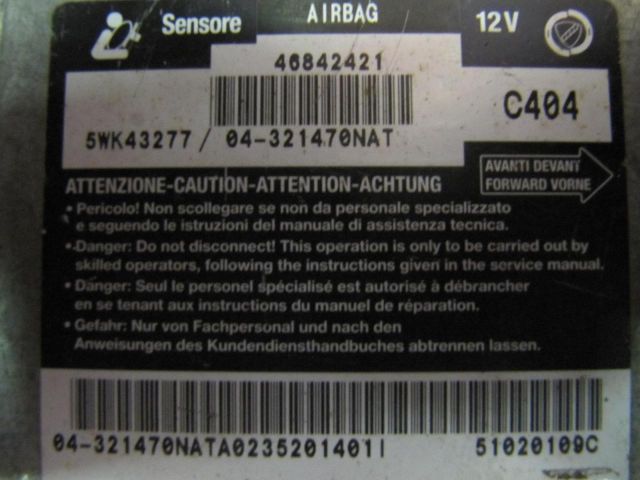 Sensore AIRBAG 12V
46842421
C404
5WK43277 / 04-321470NAT
AVANTI DEVANT
FORWARD VORNE
ATTENZIONE-CAUTION-ATTENTION-ACHTUNG
• Pericolo! Non scollegare se non da personale specializzato
e seguendo le istruzioni del manuale di assistenza tecnica.
• Danger: Do not disconnect! This operation is only to be carried out by
skilled operators, following the instructions given in the service manual.
• Danger: Seul le personel spécialisé est autorisé à débrancher
en se tenant aux instructions du manuel de réparation.
• Gefahr: Nur von Fachpersonal und nach den
Anweisungen des Kundendiensthandbuches abtrennen lassen.
04-321470NATA0235201401I 51020109C